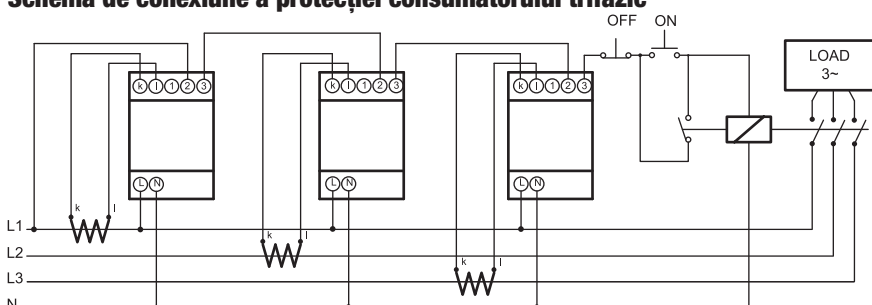 Schema de conexiune a protecției consumatorului trifazic
OFF ON
LOAD
3~
k l 1 2 3
k l 1 2 3
k l 1 2 3
L N
L N
L N
k l
L1
k l
L2
k l
L3
N